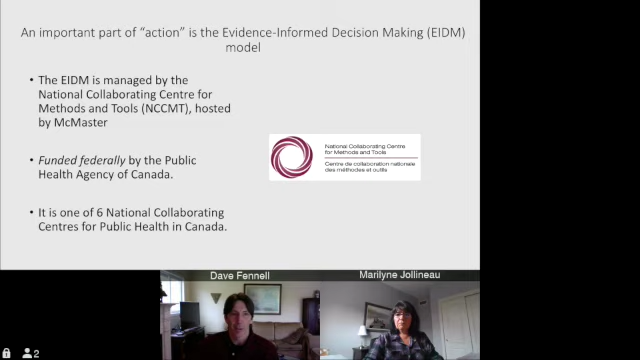 An important part of “action” is the Evidence-Informed Decision Making (EIDM)
model
• The EIDM is managed by the
National Collaborating Centre for
Methods and Tools (NCCMT), hosted
by McMaster
• Funded federally by the Public
Health Agency of Canada.
• It is one of 6 National Collaborating
Centres for Public Health in Canada.
National Collaborating Centre
for Methods and Tools
Centre de collaboration nationale
des méthodes et outils
Dave Fennell
Marilyne Jollineau
2